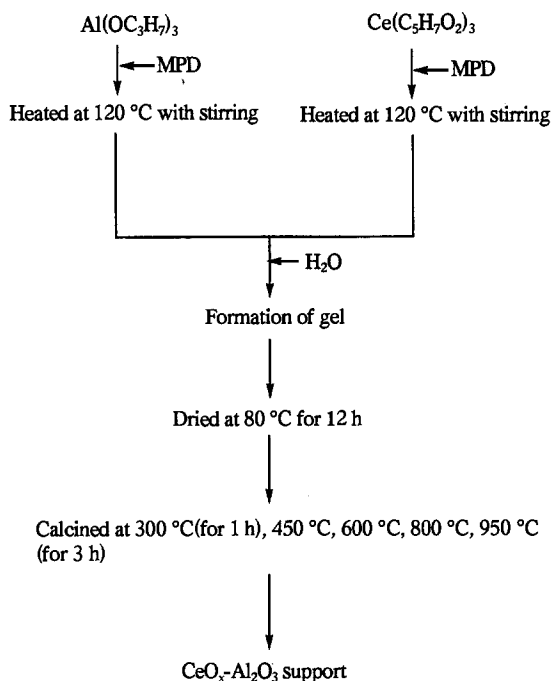 Al(OC₃H₇)₃
Ce(C₅H₇O₂)₃
MPD
MPD
Heated at 120 °C with stirring
Heated at 120 °C with stirring
H₂O
Formation of gel
Dried at 80 °C for 12 h
Calcined at 300 °C(for 1 h), 450 °C, 600 °C, 800 °C, 950 °C
(for 3 h)
CeOₓ-Al₂O₃ support